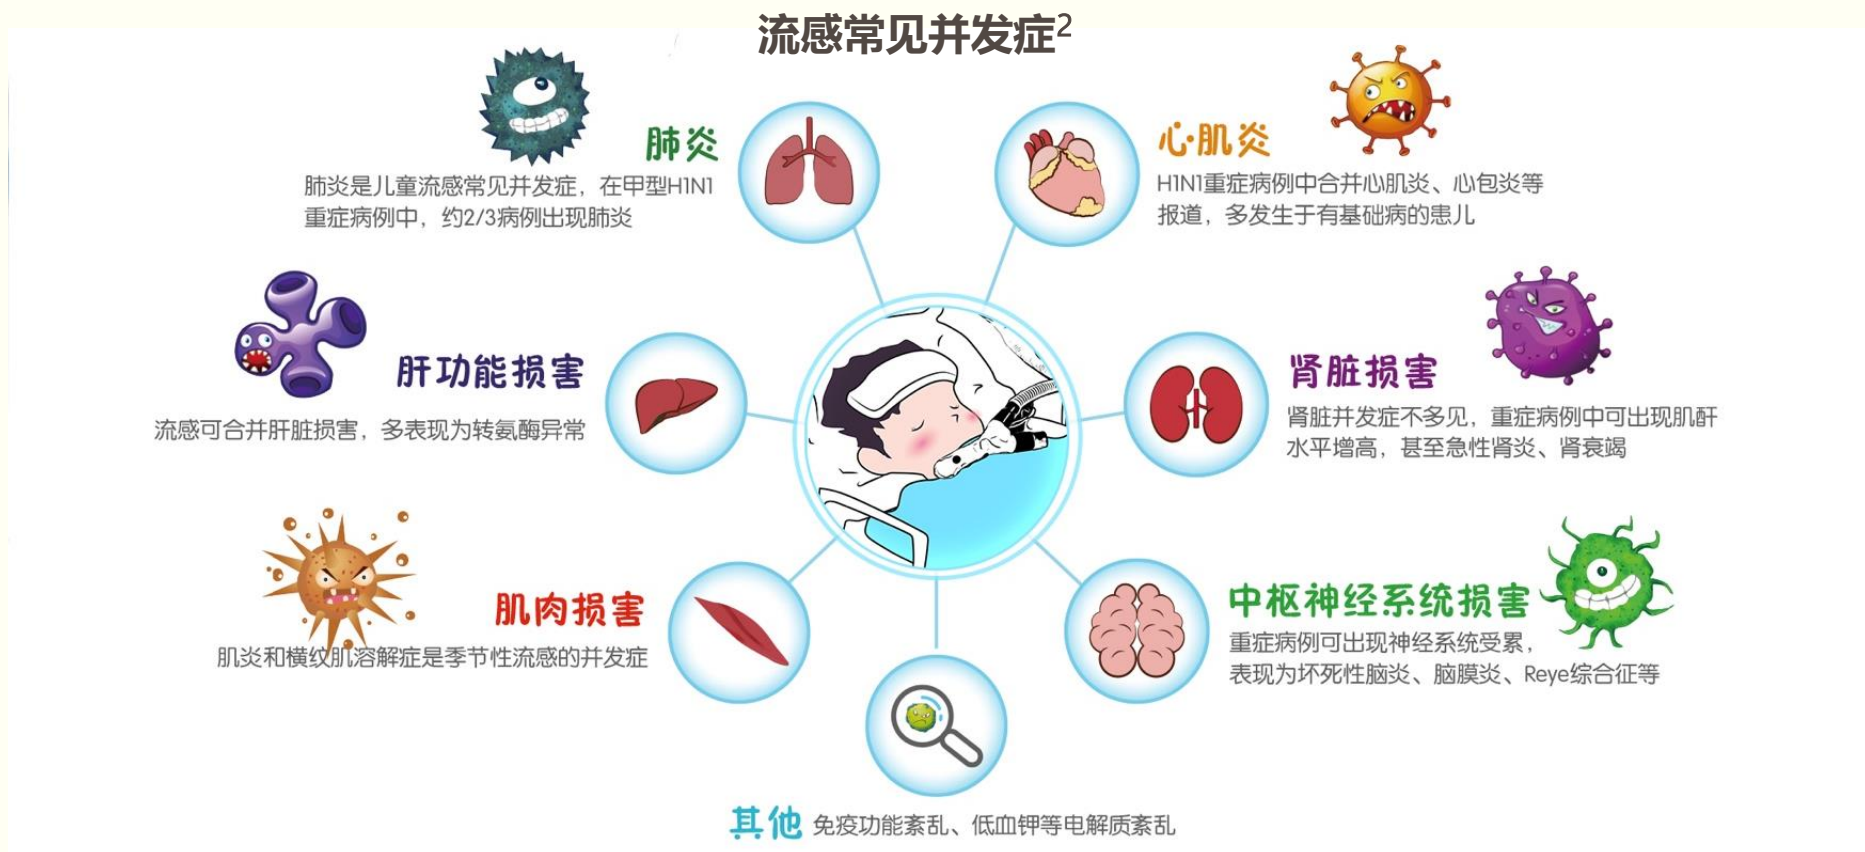 流感常见并发症2
肺炎
肺炎是儿童流感常见并发症，在甲型H1N1
重症病例中，约2/3病例出现肺炎
心肌炎
H1N1重症病例中合并心肌炎、心包炎等
报道，多发生于有基础病的患儿
肝功能损害
流感可合并肝脏损害，多表现为转氨酶异常
肾脏损害
肾脏并发症不多见，重症病例中可出现肌酐
水平增高，甚至急性肾炎、肾衰竭
肌肉损害
肌炎和横纹肌溶解症是季节性流感的并发症
中枢神经系统损害
重症病例可出现神经系统受累，
表现为坏死性脑炎、脑膜炎、Reye综合征等
其他 免疫功能紊乱、低血钾等电解质紊乱